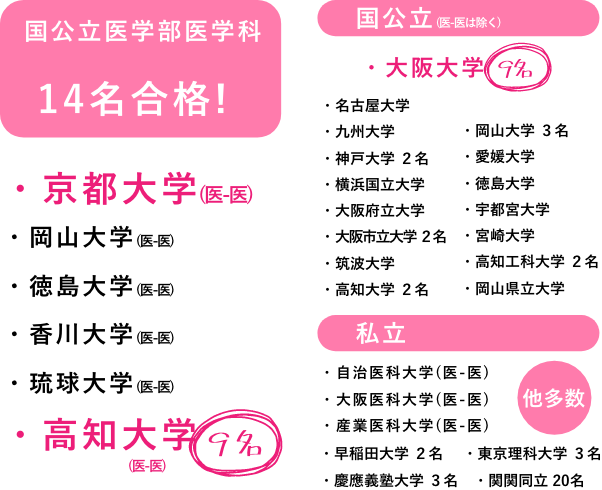 国公立医学部医学科
14名合格!
・京都大学(医-医)
・岡山大学(医-医)
・徳島大学(医-医)
・香川大学(医-医)
・琉球大学(医-医)
・高知大学 9名
(医-医)
国公立(医-医は除く)
・大阪大学 9名
・名古屋大学
・九州大学
・神戸大学 2名
・横浜国立大学
・大阪府立大学
・大阪市立大学 2名
・筑波大学
・高知大学 2名
・岡山大学 3名
・愛媛大学
・徳島大学
・宇都宮大学
・宮崎大学
・高知工科大学 2名
・岡山県立大学
私立
・自治医科大学(医-医)
・大阪医科大学(医-医)
・産業医科大学(医-医)
他多数
・早稲田大学 2名 ・東京理科大学 3名
・慶應義塾大学 3名 ・関関同立 20名